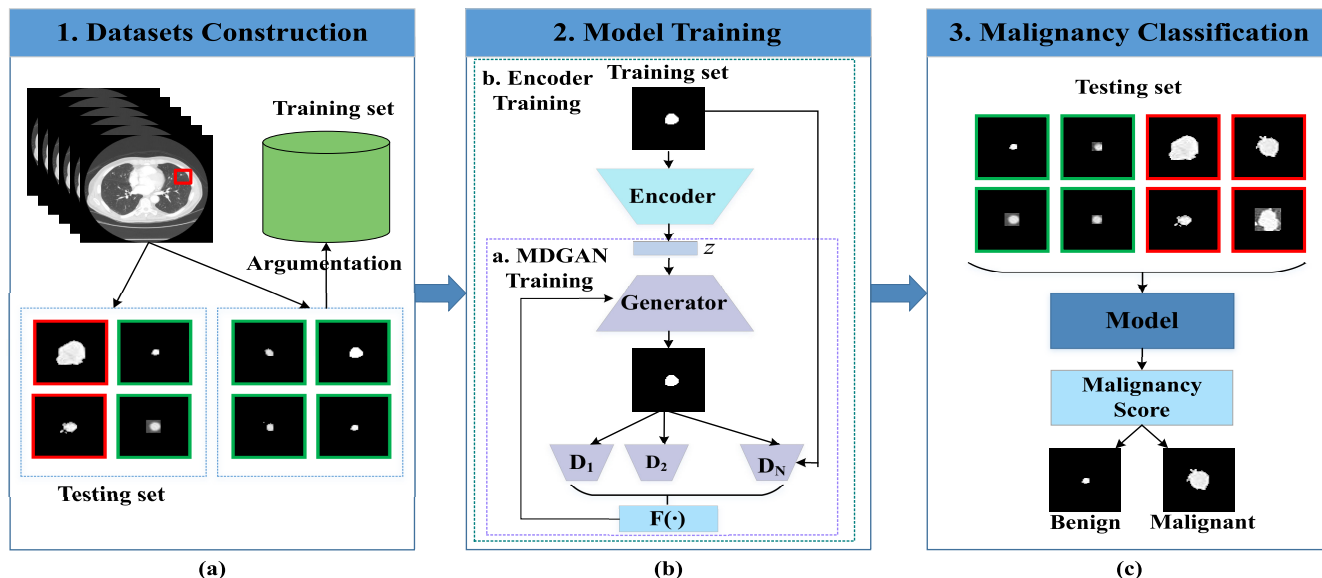 1. Datasets Construction
Training set
Argumentation
Testing set
(a)
2. Model Training
b. Encoder
Training
Training set
Encoder
z
a. MDGAN
Training
Generator
D1
D2
DN
F(·)
(b)
3. Malignancy Classification
Testing set
Model
Malignancy
Score
Benign
Malignant
(c)